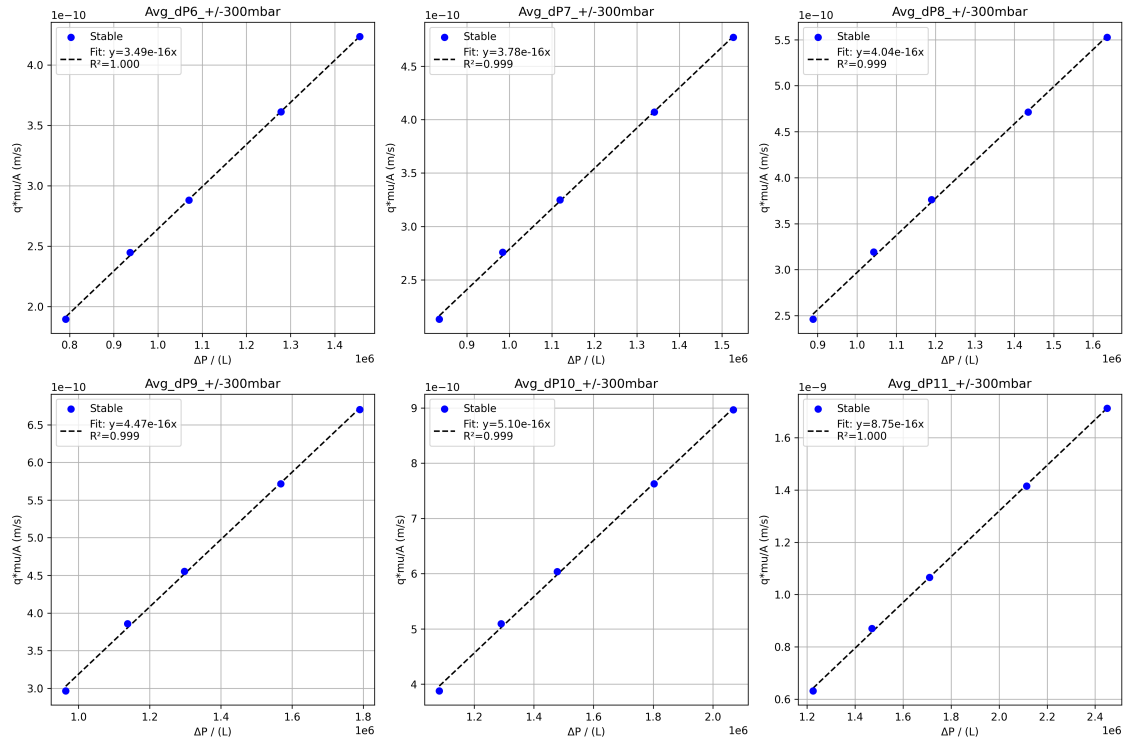 Avg_dP6_+/-300mbar
1e−10
Stable
Fit: y=3.49e-16x
R²=1.000
q*mu/A (m/s)
4.0
3.5
3.0
2.5
2.0
0.8 0.9 1.0 1.1 1.2 1.3 1.4
ΔP / (L)
1e6
Avg_dP7_+/-300mbar
1e−10
Stable
Fit: y=3.78e-16x
R²=0.999
q*mu/A (m/s)
4.5
4.0
3.5
3.0
2.5
0.9 1.0 1.1 1.2 1.3 1.4 1.5
ΔP / (L)
1e6
Avg_dP8_+/-300mbar
1e−10
Stable
Fit: y=4.04e-16x
R²=0.999
q*mu/A (m/s)
5.5
5.0
4.5
4.0
3.5
3.0
2.5
0.9 1.0 1.1 1.2 1.3 1.4 1.5 1.6
ΔP / (L)
1e6
Avg_dP9_+/-300mbar
1e−10
Stable
Fit: y=4.47e-16x
R²=0.999
q*mu/A (m/s)
6.5
6.0
5.5
5.0
4.5
4.0
3.5
3.0
1.0 1.2 1.4 1.6 1.8
ΔP / (L)
1e6
Avg_dP10_+/-300mbar
1e−10
Stable
Fit: y=5.10e-16x
R²=0.999
q*mu/A (m/s)
9
8
7
6
5
4
1.2 1.4 1.6 1.8 2.0
ΔP / (L)
1e6
Avg_dP11_+/-300mbar
1e−9
Stable
Fit: y=8.75e-16x
R²=1.000
q*mu/A (m/s)
1.6
1.4
1.2
1.0
0.8
0.6
1.2 1.4 1.6 1.8 2.0 2.2 2.4
ΔP / (L)
1e6